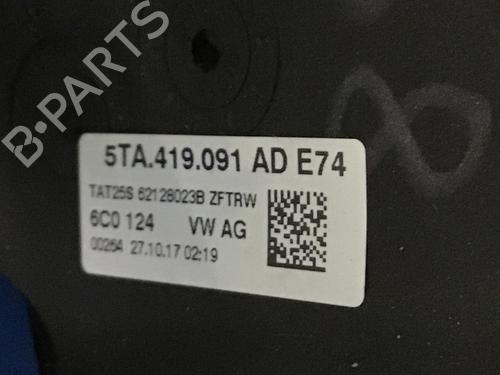 B-PARTS
5TA.419.091 AD E74
TAT25S 62128023B ZFTRW
6C0 124 VW AG
00264 27.10.17 02:19
8